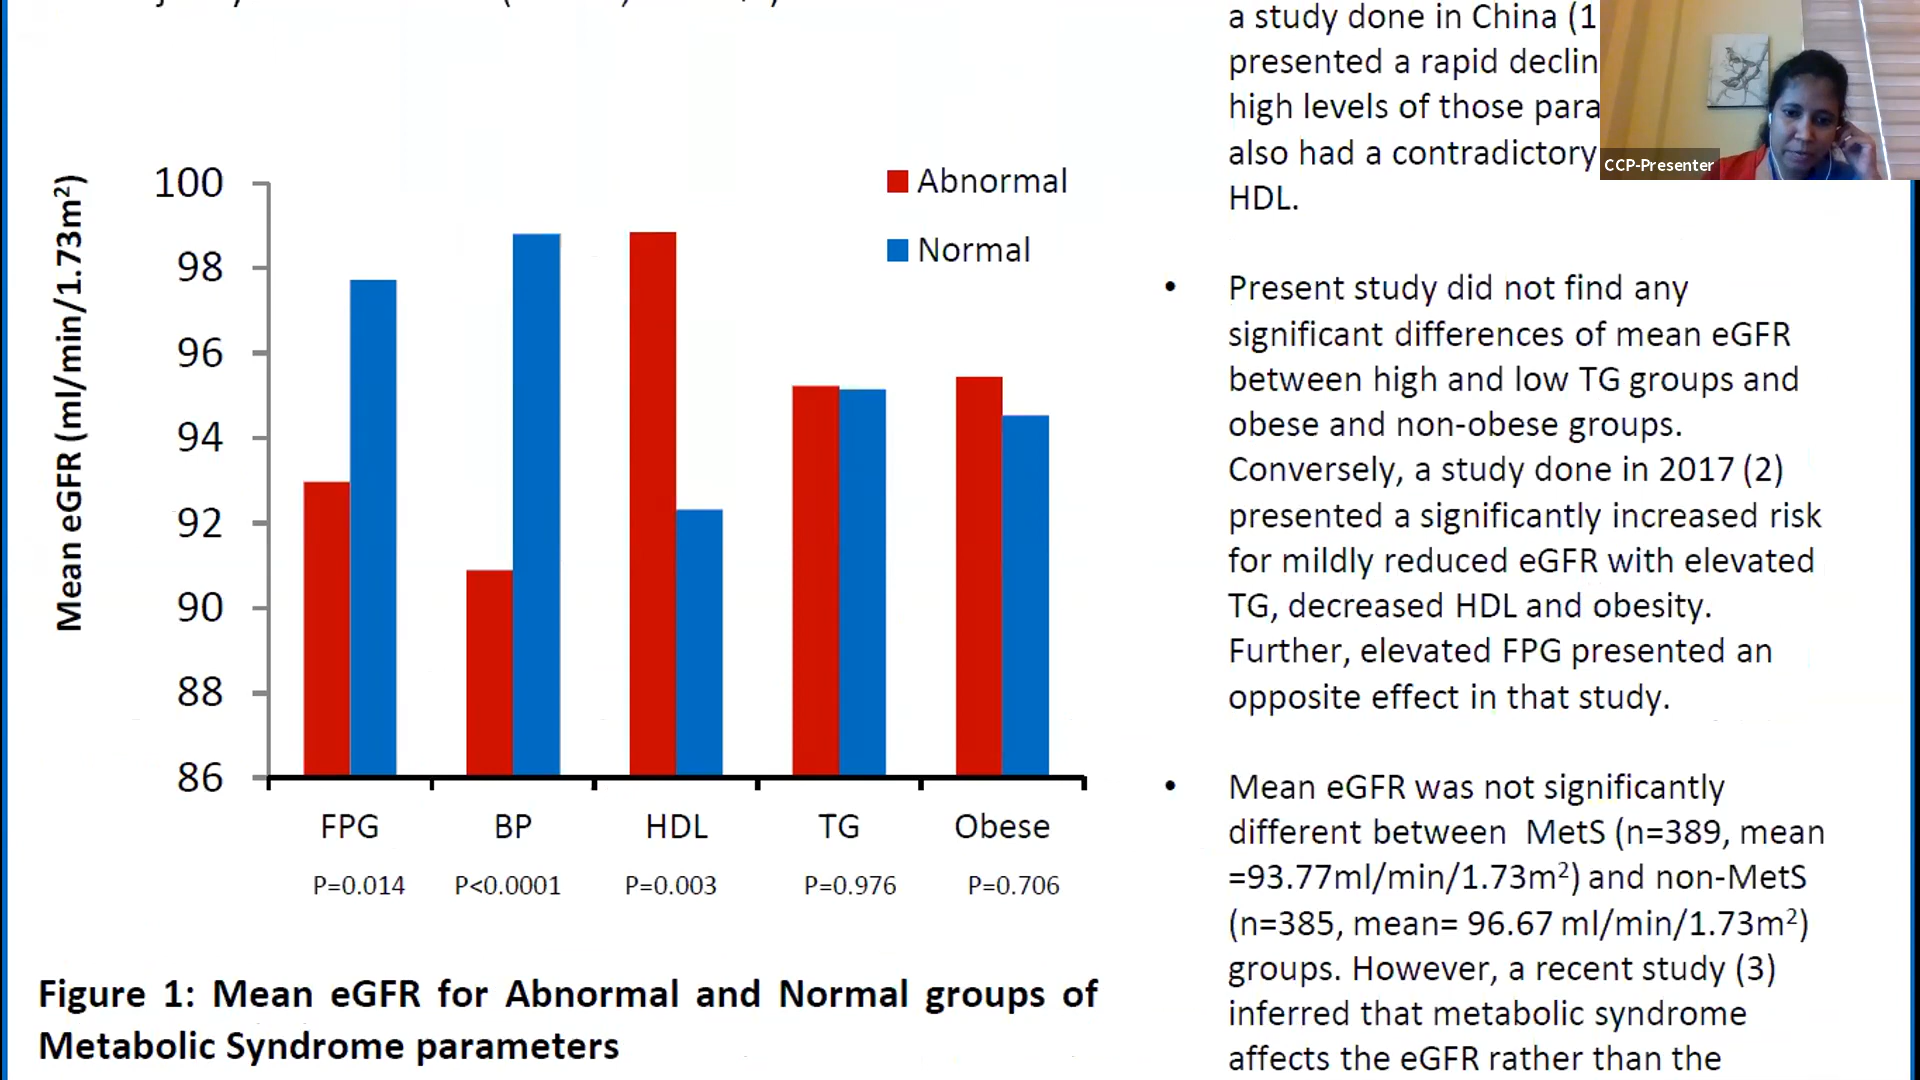 100
98
96
94
92
90
88
86
Mean eGFR (ml/min/1.73m²)
Abnormal
Normal
FPG BP HDL TG Obese
P=0.014 P<0.0001 P=0.003 P=0.976 P=0.706
Figure 1: Mean eGFR for Abnormal and Normal groups of
Metabolic Syndrome parameters
a study done in China (1
presented a rapid declin
high levels of those para
also had a contradictory
HDL.
• Present study did not find any
significant differences of mean eGFR
between high and low TG groups and
obese and non-obese groups.
Conversely, a study done in 2017 (2)
presented a significantly increased risk
for mildly reduced eGFR with elevated
TG, decreased HDL and obesity.
Further, elevated FPG presented an
opposite effect in that study.
• Mean eGFR was not significantly
different between MetS (n=389, mean
=93.77ml/min/1.73m²) and non-MetS
(n=385, mean= 96.67 ml/min/1.73m²)
groups. However, a recent study (3)
inferred that metabolic syndrome
affects the eGFR rather than the
CCP-Presenter